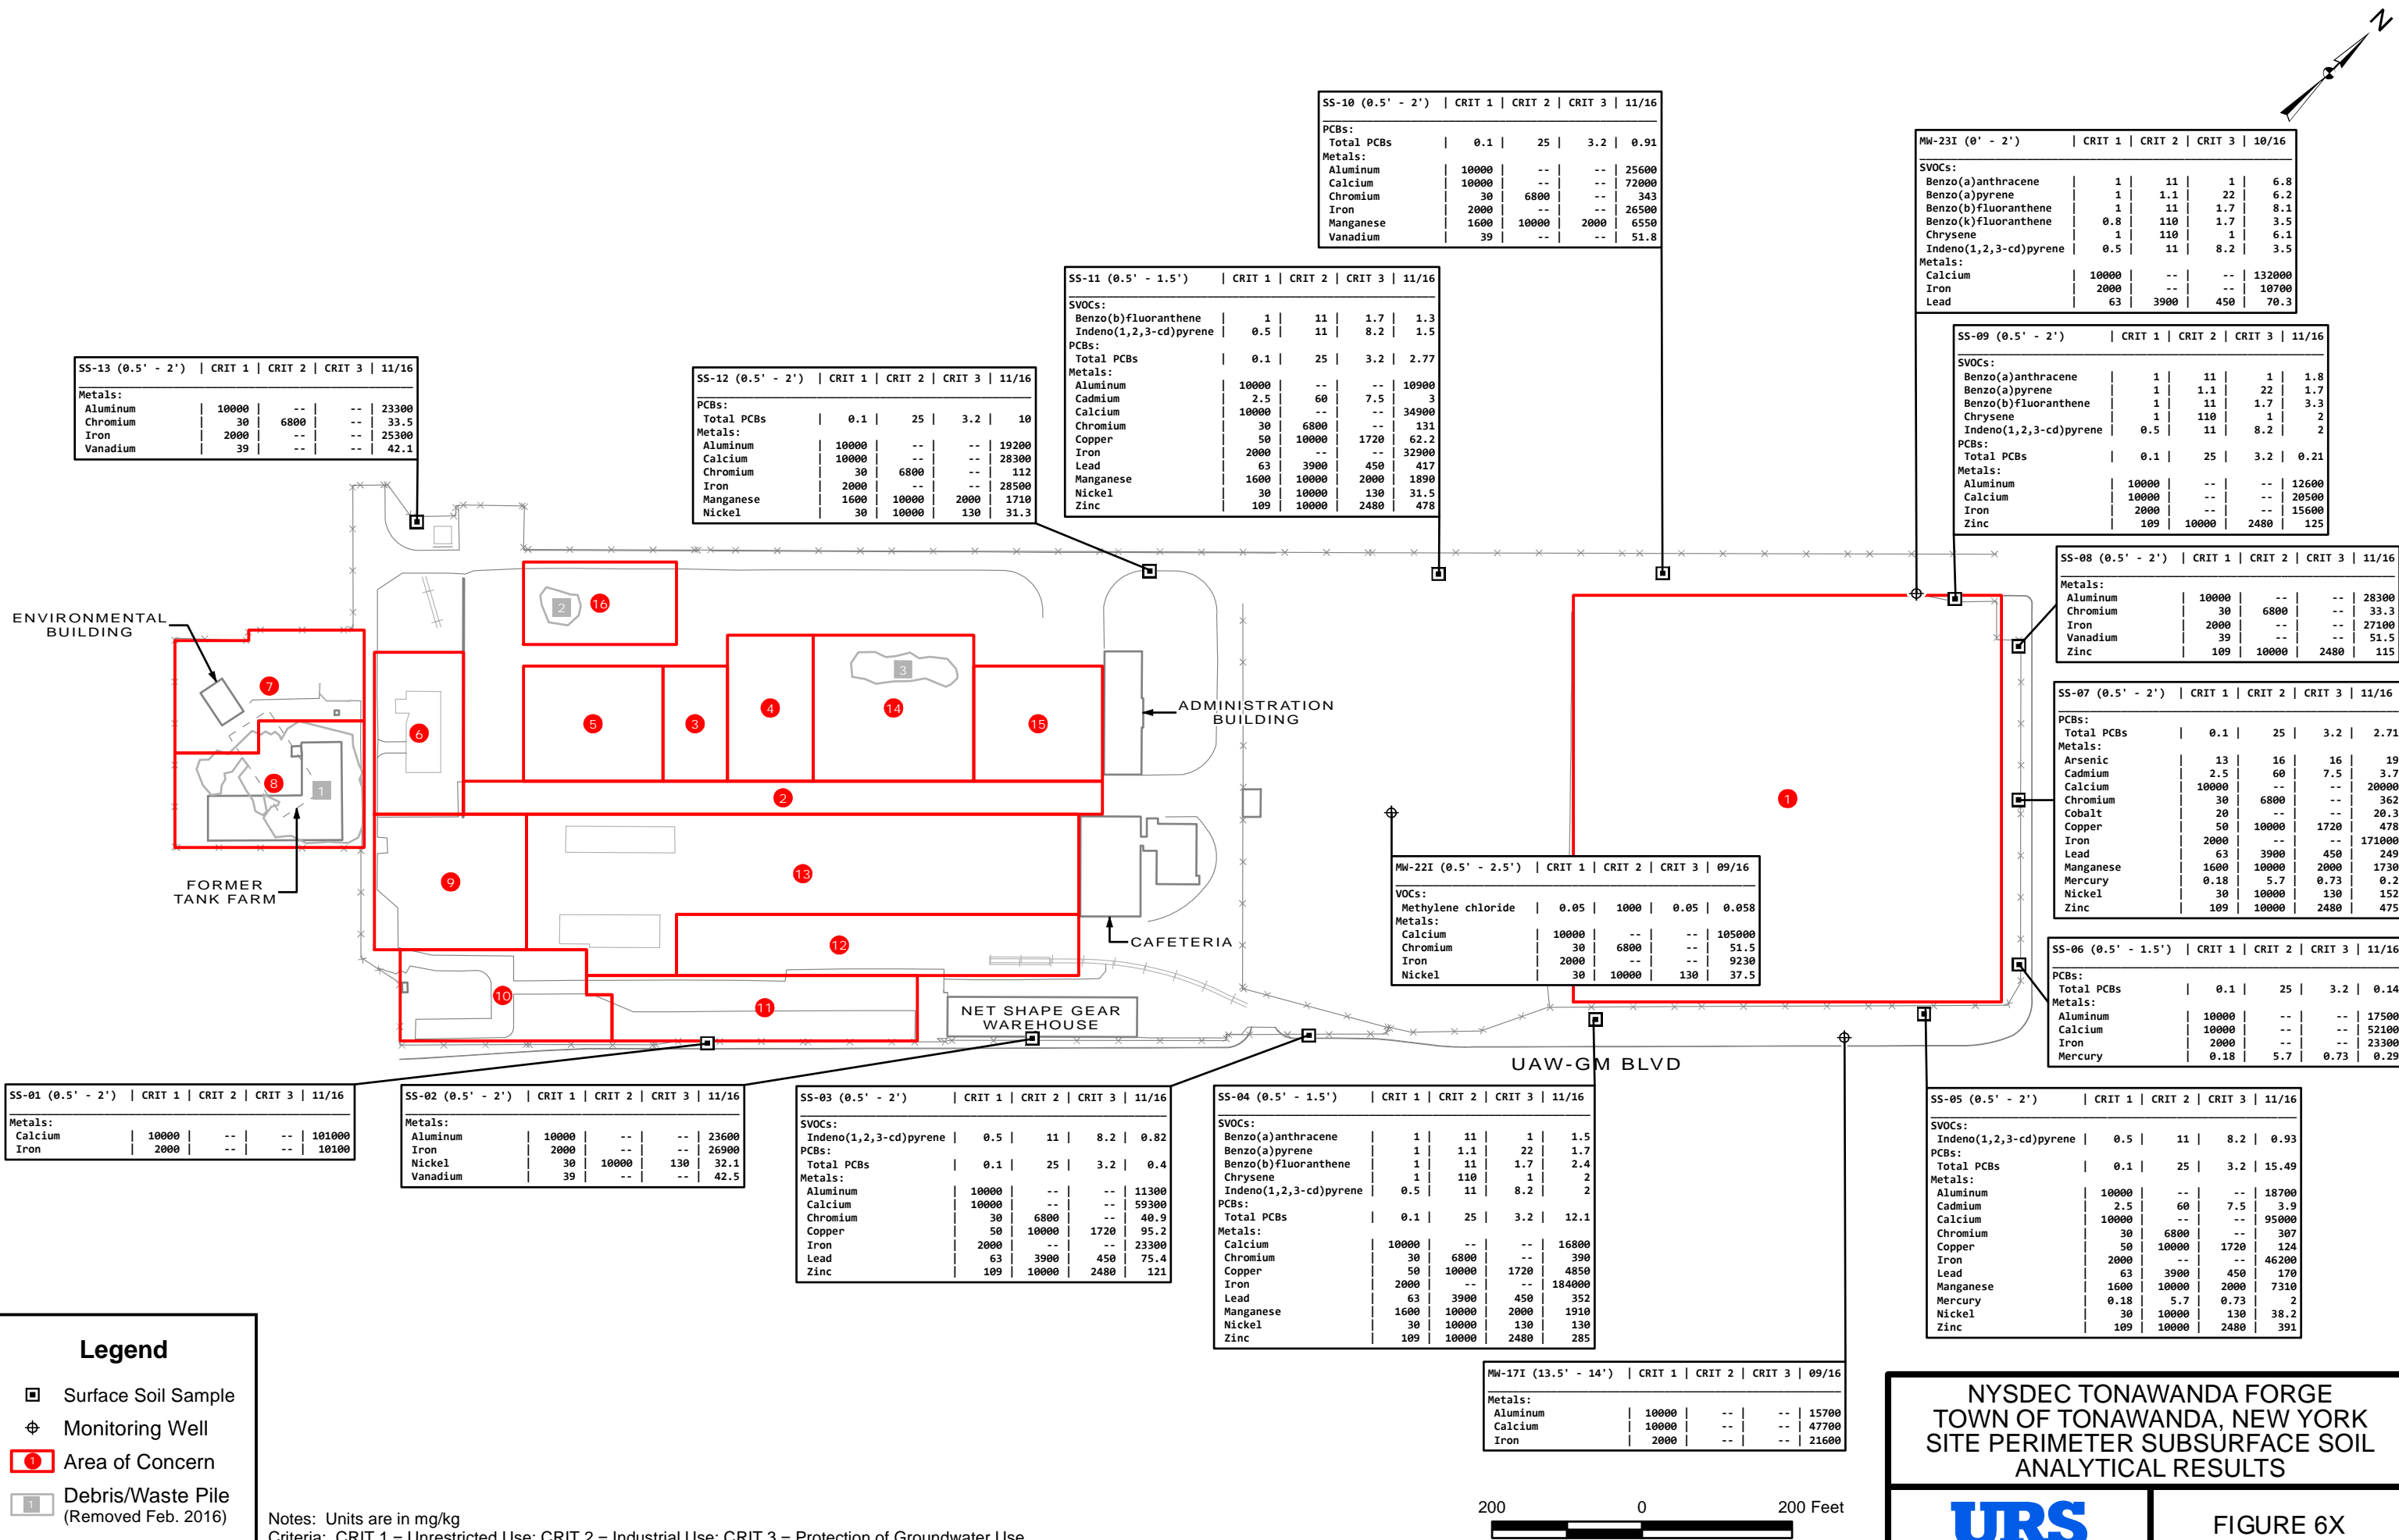 N
SS-10 (0.5' - 2') | CRIT 1 | CRIT 2 | CRIT 3 | 11/16
PCBs:
Total PCBs | 0.1 | 25 | 3.2 | 0.91
Metals:
Aluminum | 10000 | -- | -- | 25600
Calcium | 10000 | -- | -- | 72000
Chromium | 30 | 6800 | -- | 343
Iron | 2000 | -- | -- | 26500
Manganese | 1600 | 10000 | 2000 | 6550
Vanadium | 39 | -- | -- | 51.8
MW-23I (0' - 2') | CRIT 1 | CRIT 2 | CRIT 3 | 10/16
SVOCs:
Benzo(a)anthracene | 1 | 11 | 1 | 6.8
Benzo(a)pyrene | 1 | 1.1 | 22 | 6.2
Benzo(b)fluoranthene | 1 | 11 | 1.7 | 8.1
Benzo(k)fluoranthene | 0.8 | 110 | 1.7 | 3.5
Chrysene | 1 | 110 | 1 | 6.1
Indeno(1,2,3-cd)pyrene | 0.5 | 11 | 8.2 | 3.5
Metals:
Calcium | 10000 | -- | -- | 132000
Iron | 2000 | -- | -- | 10700
Lead | 63 | 3900 | 450 | 70.3
SS-11 (0.5' - 1.5') | CRIT 1 | CRIT 2 | CRIT 3 | 11/16
SVOCs:
Benzo(b)fluoranthene | 1 | 11 | 1.7 | 1.3
Indeno(1,2,3-cd)pyrene | 0.5 | 11 | 8.2 | 1.5
PCBs:
Total PCBs | 0.1 | 25 | 3.2 | 2.77
Metals:
Aluminum | 10000 | -- | -- | 10900
Cadmium | 2.5 | 60 | 7.5 | 3
Calcium | 10000 | -- | -- | 34900
Chromium | 30 | 6800 | -- | 131
Copper | 50 | 10000 | 1720 | 62.2
Iron | 2000 | -- | -- | 32900
Lead | 63 | 3900 | 450 | 417
Manganese | 1600 | 10000 | 2000 | 1890
Nickel | 30 | 10000 | 130 | 31.5
Zinc | 109 | 10000 | 2480 | 478
SS-09 (0.5' - 2') | CRIT 1 | CRIT 2 | CRIT 3 | 11/16
SVOCs:
Benzo(a)anthracene | 1 | 11 | 1 | 1.8
Benzo(a)pyrene | 1 | 1.1 | 22 | 1.7
Benzo(b)fluoranthene | 1 | 11 | 1.7 | 3.3
Chrysene | 1 | 110 | 1 | 2
Indeno(1,2,3-cd)pyrene | 0.5 | 11 | 8.2 | 2
PCBs:
Total PCBs | 0.1 | 25 | 3.2 | 0.21
Metals:
Aluminum | 10000 | -- | -- | 12600
Calcium | 10000 | -- | -- | 20500
Iron | 2000 | -- | -- | 15600
Zinc | 109 | 10000 | 2480 | 125
SS-13 (0.5' - 2') | CRIT 1 | CRIT 2 | CRIT 3 | 11/16
Metals:
Aluminum | 10000 | -- | -- | 23300
Chromium | 30 | 6800 | -- | 33.5
Iron | 2000 | -- | -- | 25300
Vanadium | 39 | -- | -- | 42.1
SS-12 (0.5' - 2') | CRIT 1 | CRIT 2 | CRIT 3 | 11/16
PCBs:
Total PCBs | 0.1 | 25 | 3.2 | 10
Metals:
Aluminum | 10000 | -- | -- | 19200
Calcium | 10000 | -- | -- | 28300
Chromium | 30 | 6800 | -- | 112
Iron | 2000 | -- | -- | 28500
Manganese | 1600 | 10000 | 2000 | 1710
Nickel | 30 | 10000 | 130 | 31.3
SS-08 (0.5' - 2') | CRIT 1 | CRIT 2 | CRIT 3 | 11/16
Metals:
Aluminum | 10000 | -- | -- | 28300
Chromium | 30 | 6800 | -- | 33.3
Iron | 2000 | -- | -- | 27100
Vanadium | 39 | -- | -- | 51.5
Zinc | 109 | 10000 | 2480 | 115
SS-07 (0.5' - 2') | CRIT 1 | CRIT 2 | CRIT 3 | 11/16
PCBs:
Total PCBs | 0.1 | 25 | 3.2 | 2.71
Metals:
Arsenic | 13 | 16 | 16 | 19
Cadmium | 2.5 | 60 | 7.5 | 3.7
Calcium | 10000 | -- | -- | 20000
Chromium | 30 | 6800 | -- | 362
Cobalt | 20 | -- | -- | 20.3
Copper | 50 | 10000 | 1720 | 478
Iron | 2000 | -- | -- | 171000
Lead | 63 | 3900 | 450 | 249
Manganese | 1600 | 10000 | 2000 | 1730
Mercury | 0.18 | 5.7 | 0.73 | 0.2
Nickel | 30 | 10000 | 130 | 152
Zinc | 109 | 10000 | 2480 | 475
ENVIRONMENTAL
BUILDING
2
16
7
6
5
3
4
3
14
15
ADMINISTRATION
BUILDING
8
1
2
1
FORMER
TANK FARM
9
13
12
CAFETERIA
10
11
NET SHAPE GEAR
WAREHOUSE
UAW-GM BLVD
MW-22I (0.5' - 2.5') | CRIT 1 | CRIT 2 | CRIT 3 | 09/16
VOCs:
Methylene chloride | 0.05 | 1000 | 0.05 | 0.058
Metals:
Calcium | 10000 | -- | -- | 105000
Chromium | 30 | 6800 | -- | 51.5
Iron | 2000 | -- | -- | 9230
Nickel | 30 | 10000 | 130 | 37.5
SS-06 (0.5' - 1.5') | CRIT 1 | CRIT 2 | CRIT 3 | 11/16
PCBs:
Total PCBs | 0.1 | 25 | 3.2 | 0.14
Metals:
Aluminum | 10000 | -- | -- | 17500
Calcium | 10000 | -- | -- | 52100
Iron | 2000 | -- | -- | 23300
Mercury | 0.18 | 5.7 | 0.73 | 0.29
SS-01 (0.5' - 2') | CRIT 1 | CRIT 2 | CRIT 3 | 11/16
Metals:
Calcium | 10000 | -- | -- | 101000
Iron | 2000 | -- | -- | 10100
SS-02 (0.5' - 2') | CRIT 1 | CRIT 2 | CRIT 3 | 11/16
Metals:
Aluminum | 10000 | -- | -- | 23600
Iron | 2000 | -- | -- | 26900
Nickel | 30 | 10000 | 130 | 32.1
Vanadium | 39 | -- | -- | 42.5
SS-03 (0.5' - 2') | CRIT 1 | CRIT 2 | CRIT 3 | 11/16
SVOCs:
Indeno(1,2,3-cd)pyrene | 0.5 | 11 | 8.2 | 0.82
PCBs:
Total PCBs | 0.1 | 25 | 3.2 | 0.4
Metals:
Aluminum | 10000 | -- | -- | 11300
Calcium | 10000 | -- | -- | 59300
Chromium | 30 | 6800 | -- | 40.9
Copper | 50 | 10000 | 1720 | 95.2
Iron | 2000 | -- | -- | 23300
Lead | 63 | 3900 | 450 | 75.4
Zinc | 109 | 10000 | 2480 | 121
SS-04 (0.5' - 1.5') | CRIT 1 | CRIT 2 | CRIT 3 | 11/16
SVOCs:
Benzo(a)anthracene | 1 | 11 | 1 | 1.5
Benzo(a)pyrene | 1 | 1.1 | 22 | 1.7
Benzo(b)fluoranthene | 1 | 11 | 1.7 | 2.4
Chrysene | 1 | 110 | 1 | 2
Indeno(1,2,3-cd)pyrene | 0.5 | 11 | 8.2 | 2
PCBs:
Total PCBs | 0.1 | 25 | 3.2 | 12.1
Metals:
Calcium | 10000 | -- | -- | 16800
Chromium | 30 | 6800 | -- | 390
Copper | 50 | 10000 | 1720 | 4850
Iron | 2000 | -- | -- | 184000
Lead | 63 | 3900 | 450 | 352
Manganese | 1600 | 10000 | 2000 | 1910
Nickel | 30 | 10000 | 130 | 130
Zinc | 109 | 10000 | 2480 | 285
SS-05 (0.5' - 2') | CRIT 1 | CRIT 2 | CRIT 3 | 11/16
SVOCs:
Indeno(1,2,3-cd)pyrene | 0.5 | 11 | 8.2 | 0.93
PCBs:
Total PCBs | 0.1 | 25 | 3.2 | 15.49
Metals:
Aluminum | 10000 | -- | -- | 18700
Cadmium | 2.5 | 60 | 7.5 | 3.9
Calcium | 10000 | -- | -- | 95000
Chromium | 30 | 6800 | -- | 307
Copper | 50 | 10000 | 1720 | 124
Iron | 2000 | -- | -- | 46200
Lead | 63 | 3900 | 450 | 170
Manganese | 1600 | 10000 | 2000 | 7310
Mercury | 0.18 | 5.7 | 0.73 | 2
Nickel | 30 | 10000 | 130 | 38.2
Zinc | 109 | 10000 | 2480 | 391
MW-17I (13.5' - 14') | CRIT 1 | CRIT 2 | CRIT 3 | 09/16
Metals:
Aluminum | 10000 | -- | -- | 15700
Calcium | 10000 | -- | -- | 47700
Iron | 2000 | -- | -- | 21600
Legend
Surface Soil Sample
Monitoring Well
1 Area of Concern
1 Debris/Waste Pile
(Removed Feb. 2016)
Notes: Units are in mg/kg
Criteria: CRIT 1 = Unrestricted Use; CRIT 2 = Industrial Use; CRIT 3 = Protection of Groundwater Use
200 0 200 Feet
NYSDEC TONAWANDA FORGE
TOWN OF TONAWANDA, NEW YORK
SITE PERIMETER SUBSURFACE SOIL
ANALYTICAL RESULTS
URS
FIGURE 6X